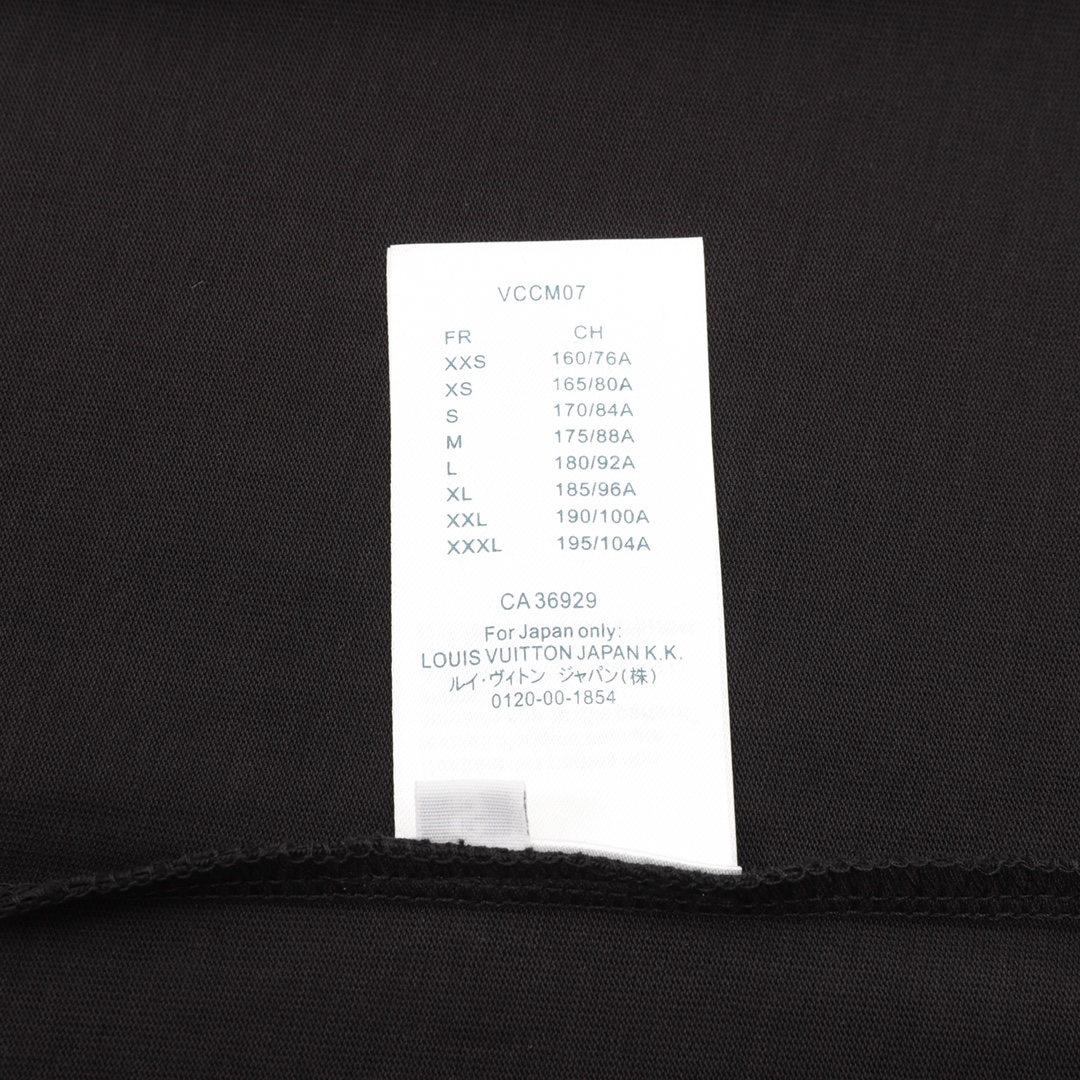 VCCM07
FR CH
XXS 160/76A
XS 165/80A
S 170/84A
M 175/88A
L 180/92A
XL 185/96A
XXL 190/100A
XXXL 195/104A
CA 36929
For Japan only:
LOUIS VUITTON JAPAN K.K.
ルイ・ヴィトン ジャパン(株)
0120-00-1854